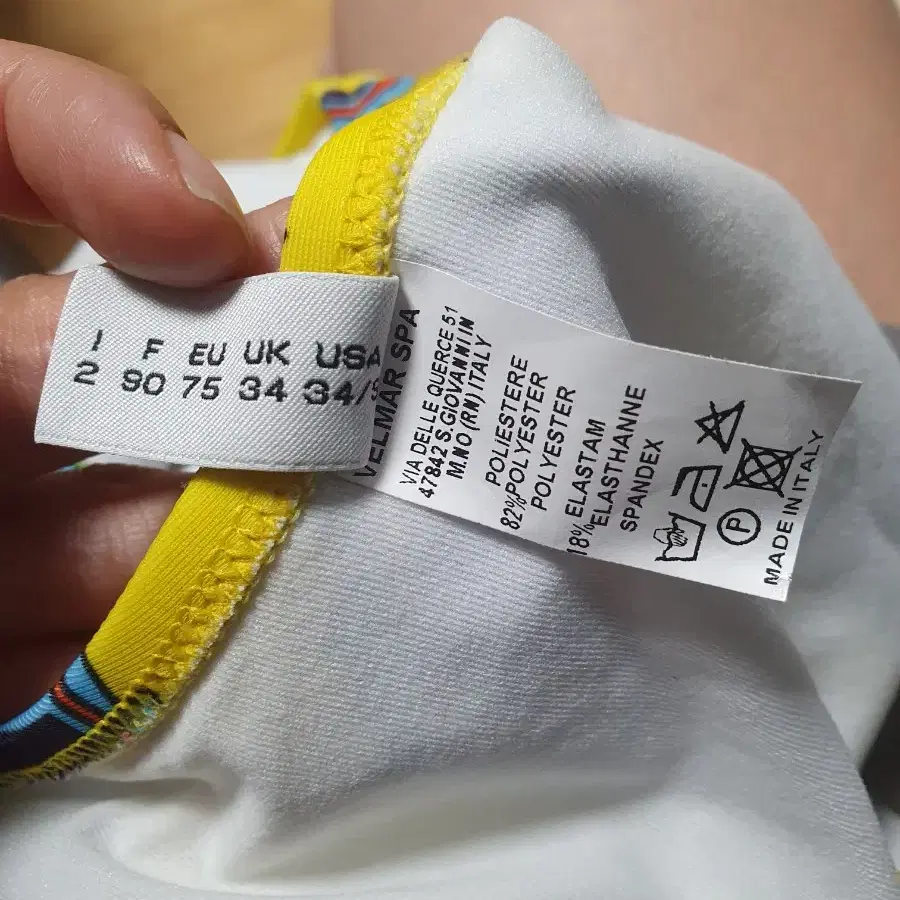 I F EU UK USA
2 90 75 34 34/
VELMAR SPA
VIA DELLE QUERCE 51
47842 S.GIOVANNI IN
M.NO (RN) ITALY
POLIESTERE
82% POLYESTER
POLYESTER
18% ELASTAM
ELASTHANNE
SPANDEX
P
MADE IN ITALY